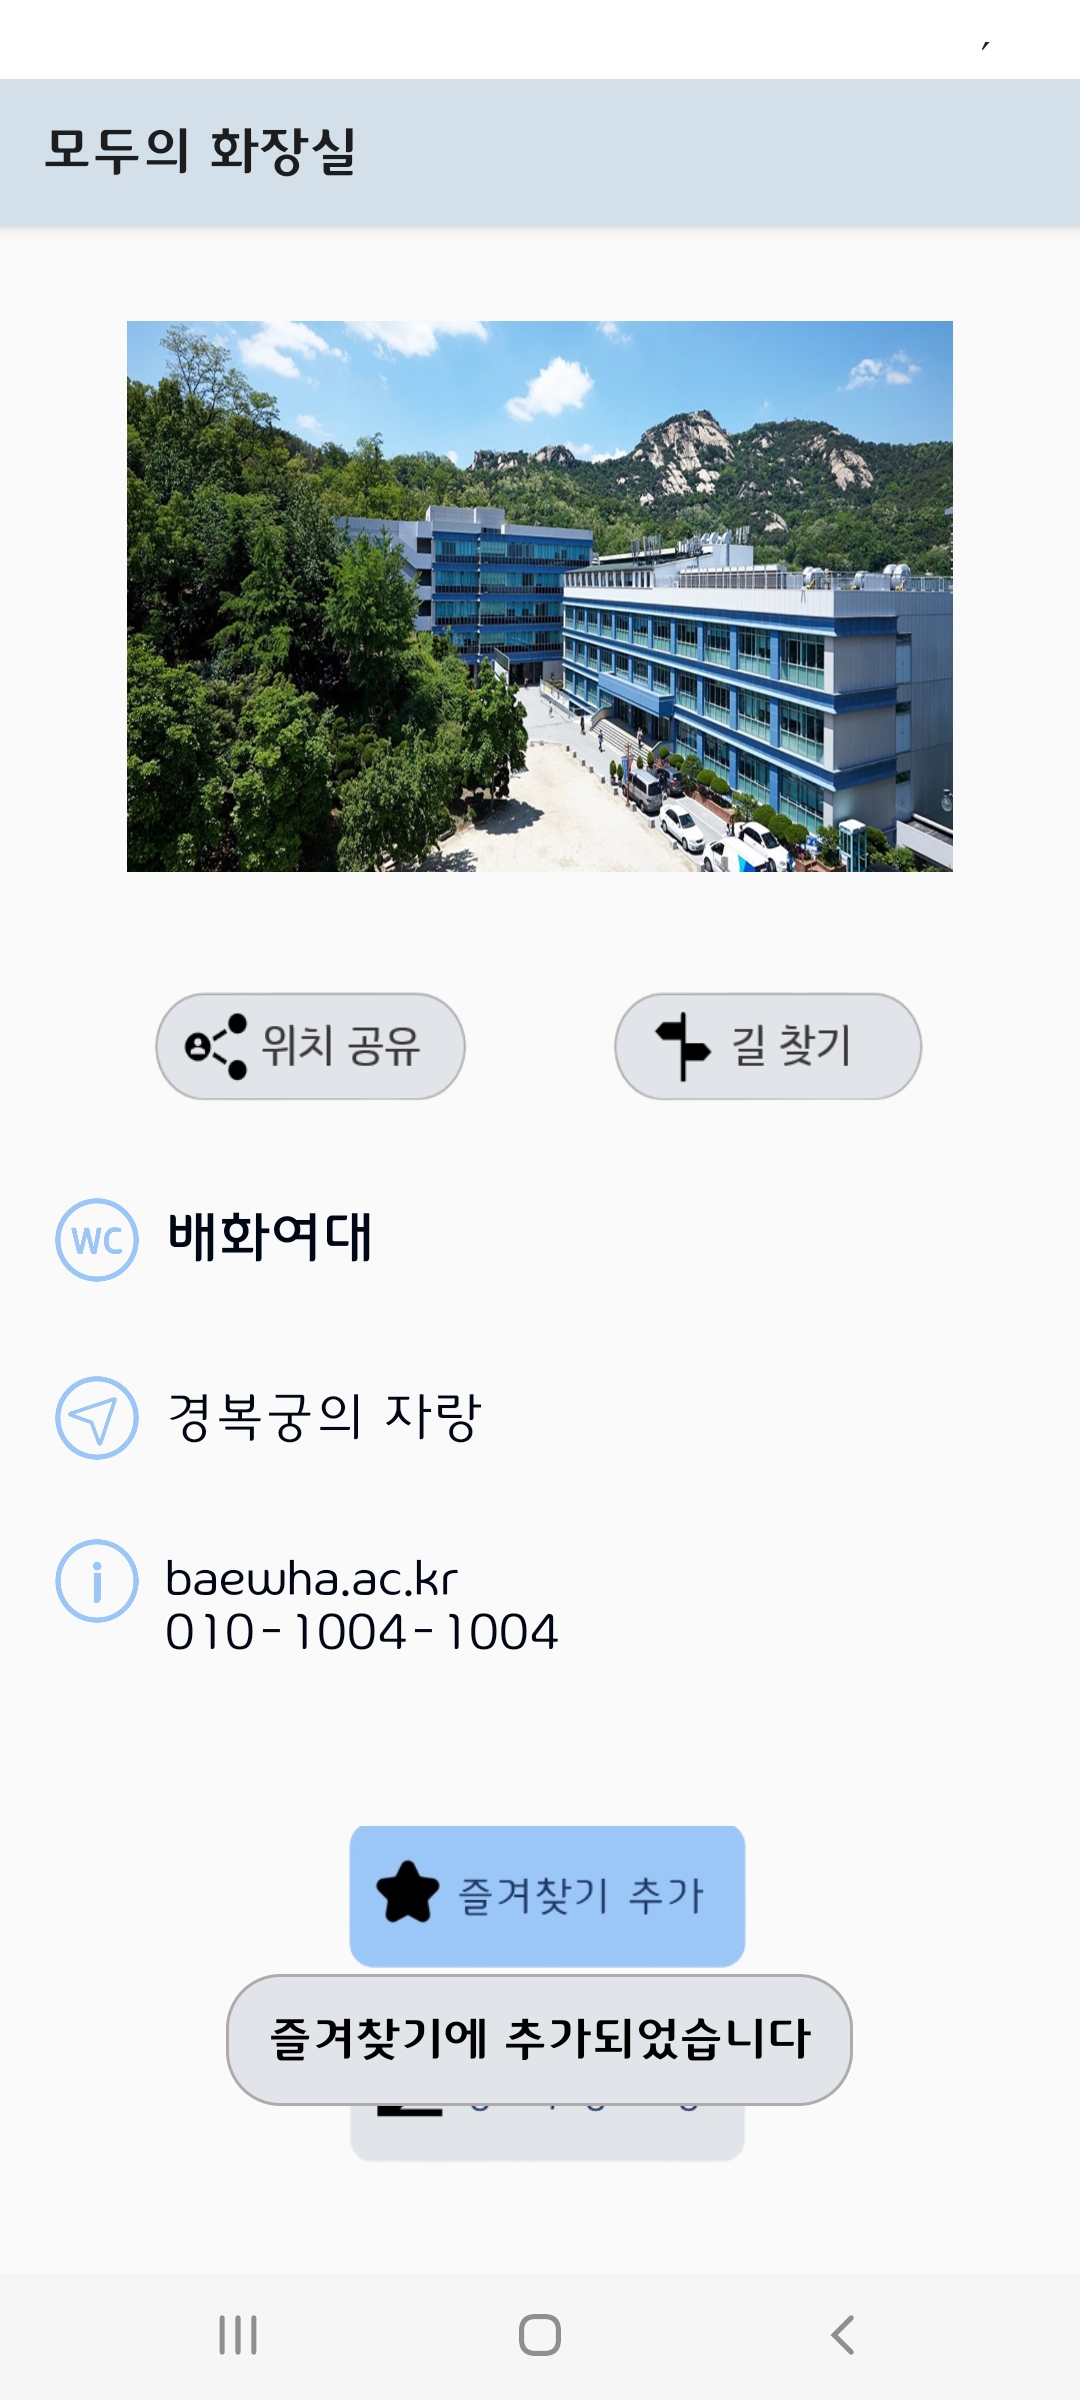 모두의 화장실
위치 공유
길 찾기
WC 배화여대
경복궁의 자랑
baewha.ac.kr
010-1004-1004
즐겨찾기 추가
즐겨찾기에 추가되었습니다